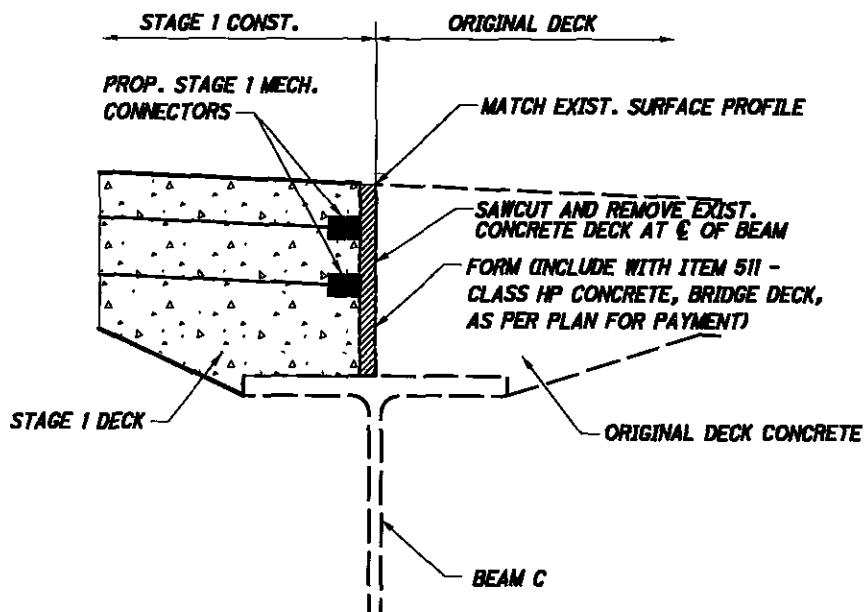 STAGE 1 CONST.
ORIGINAL DECK
PROP. STAGE 1 MECH.
CONNECTORS
MATCH EXIST. SURFACE PROFILE
SAWCUT AND REMOVE EXIST.
CONCRETE DECK AT ℄ OF BEAM
FORM (INCLUDE WITH ITEM 511 -
CLASS HP CONCRETE, BRIDGE DECK,
AS PER PLAN FOR PAYMENT)
STAGE 1 DECK
ORIGINAL DECK CONCRETE
BEAM C